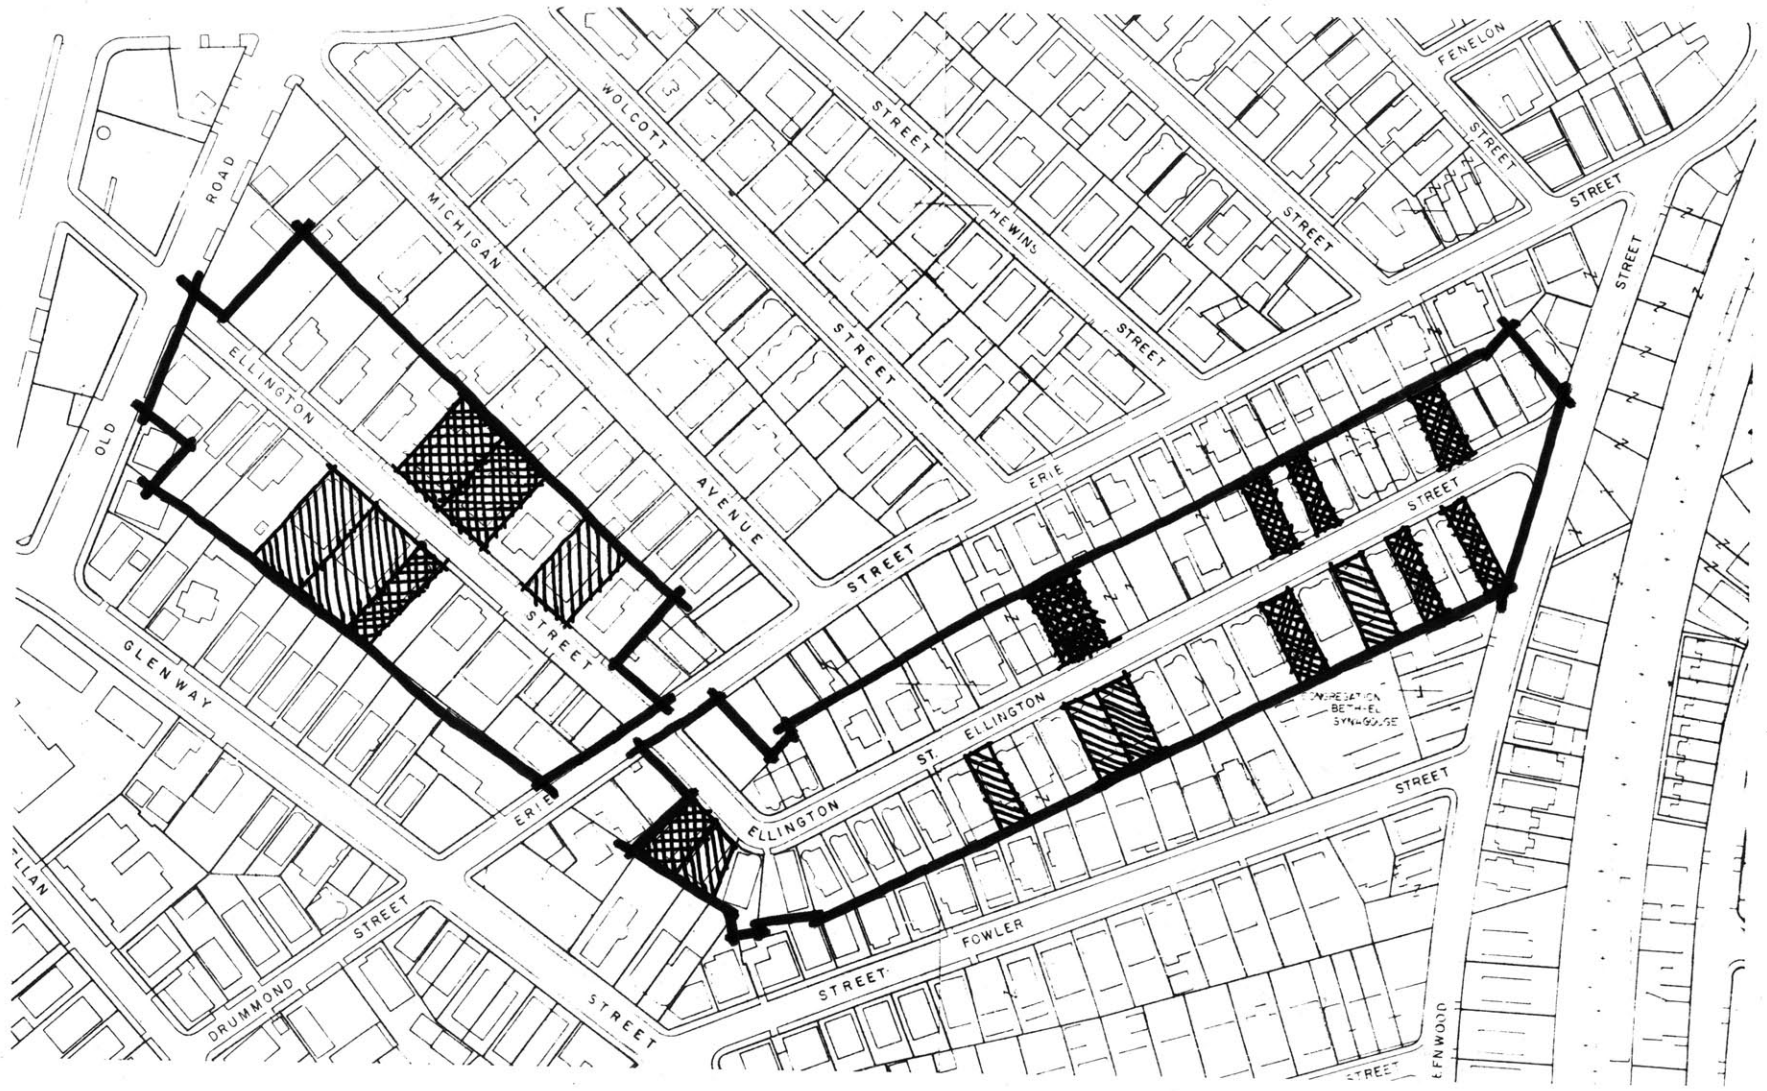 FENELON
STREET
STREET
WOLCOTT
STREET
HEWINS
STREET
STREET
STREET
STREET
ROAD
OLD
MICHIGAN
AVENUE
STREET
ELLINGTON
STREET
ERIE
STREET
ERIE
GLENWAY
STREET
ELLINGTON
ST.
ELLINGTON
STREET
BETH-EL
SYNAGOGUE
STREET
FOWLER
STREET
DRUMMOND
STREET
STREET